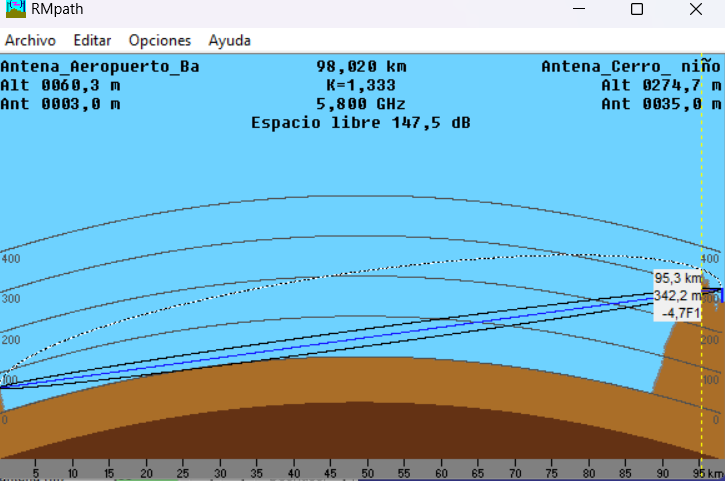 RMpath
Archivo Editar Opciones Ayuda
Antena_Aeropuerto_Ba 98,020 km Antena_Cerro_ niño
Alt 0060,3 m K=1,333 Alt 0274,7 m
Ant 0003,0 m 5,800 GHz Ant 0035,0 m
Espacio libre 147,5 dB
400 400
300 95,3 km
342,2 m 300
200 -4,7F1 200
100 100
0 0
5 10 15 20 25 30 35 40 45 50 55 60 65 70 75 80 85 90 95 km